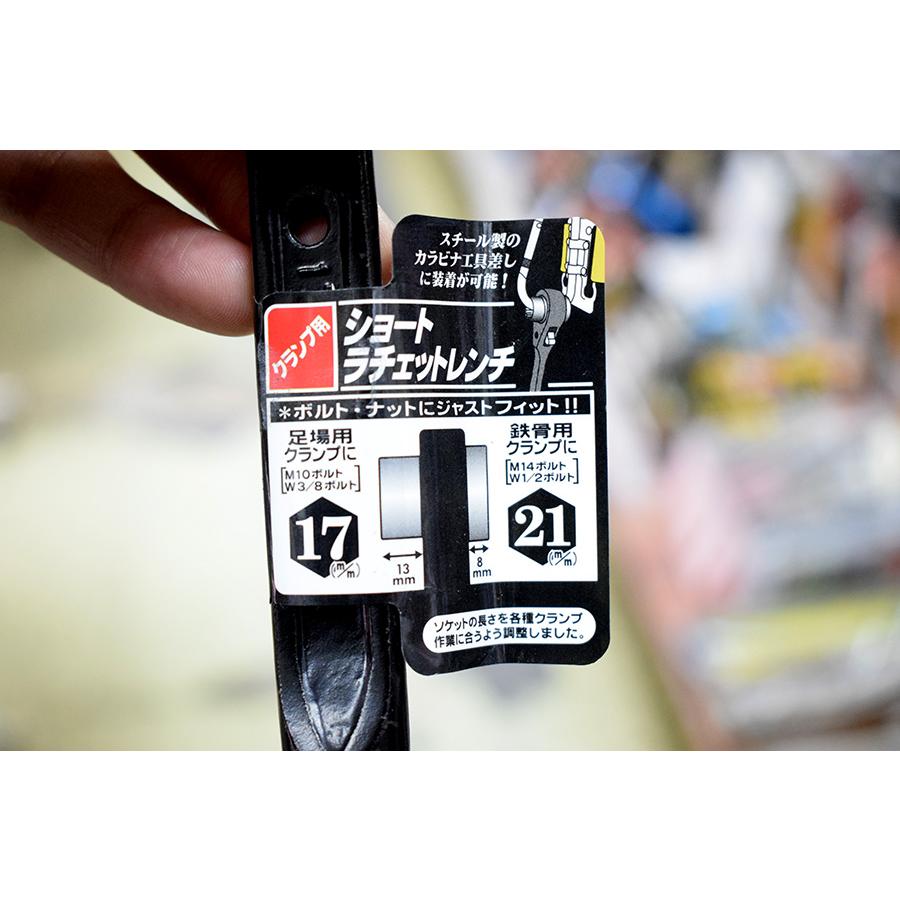 スチール製の
カラビナ工具差し
に装着が可能!
クランプ用
ショート
ラチェットレンチ
*ボルト・ナットにジャストフィット!!
足場用
クランプに
[M10ボルト
W3/8ボルト]
17
(m/m)
13
mm
8
mm
鉄骨用
クランプに
[M14ボルト
W1/2ボルト]
21
(m/m)
ソケットの長さを各種クランプ
作業に合うよう調整しました。